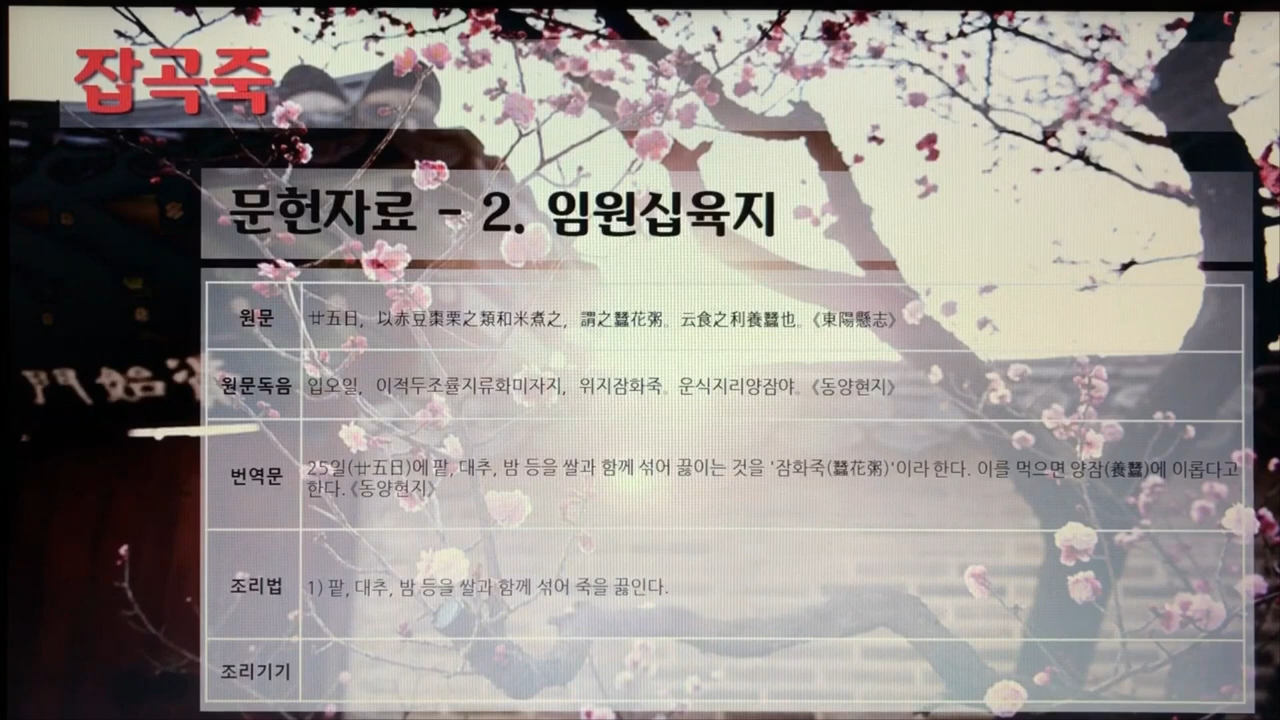 잡곡죽
문헌자료 - 2. 임원십육지
원문 廿五日, 以赤豆棗栗之類和米煮之, 謂之蠶花粥。云食之利養蠶也。《東陽懸志》
원문독음 입오일, 이적두조률지류화미자지, 위지잠화죽。운식지리양잠야。《동양현지》
번역문 25일(廿五日)에 팥, 대추, 밤 등을 쌀과 함께 섞어 끓이는 것을 '잠화죽(蠶花粥)'이라 한다. 이를 먹으면 양잠(養蠶)에 이롭다고
한다.《동양현지》
조리법 1) 팥, 대추, 밤 등을 쌀과 함께 섞어 죽을 끓인다.
조리기기
門始